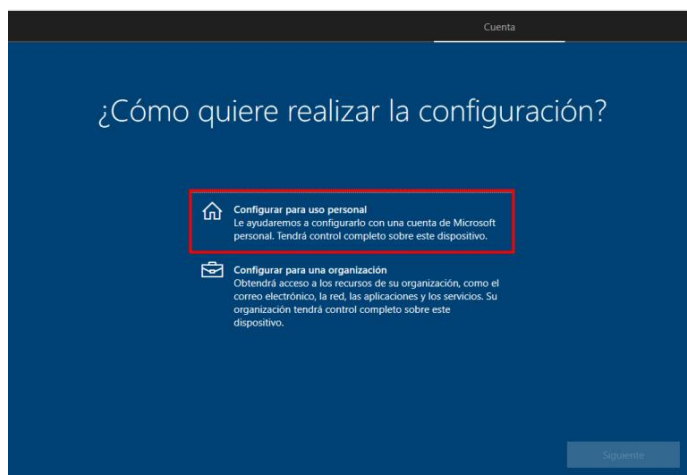 Cuenta
¿Cómo quiere realizar la configuración?
Configurar para uso personal
Le ayudaremos a configurarlo con una cuenta de Microsoft
personal. Tendrá control completo sobre este dispositivo.
Configurar para una organización
Obtendrá acceso a los recursos de su organización, como el
correo electrónico, la red, las aplicaciones y los servicios. Su
organización tendrá control completo sobre este
dispositivo.
Siguiente